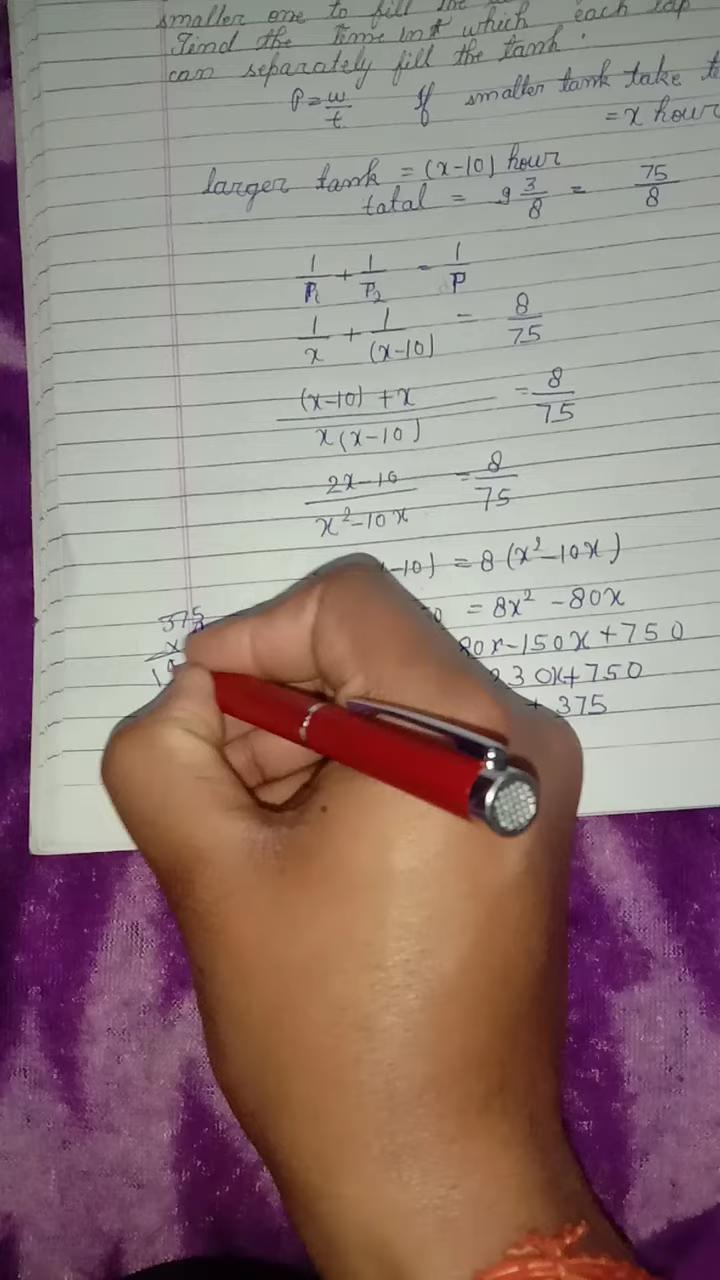 smaller one to fill the
Find the Time in which each tap
can separately fill the tank.
P = w/t If smaller tank take
= x hour
larger tank = (x-10) hour
total = 9 3/8 = 75/8
1/P1 + 1/P2 = 1/P
1/x + 1/(x-10) = 8/75
(x-10) + x / x(x-10) = 8/75
2x-10 / x²-10x = 8/75
-10) = 8(x²-10x)
= 8x² - 80x
80x-150x+750
30x+750
+ 375
375
x